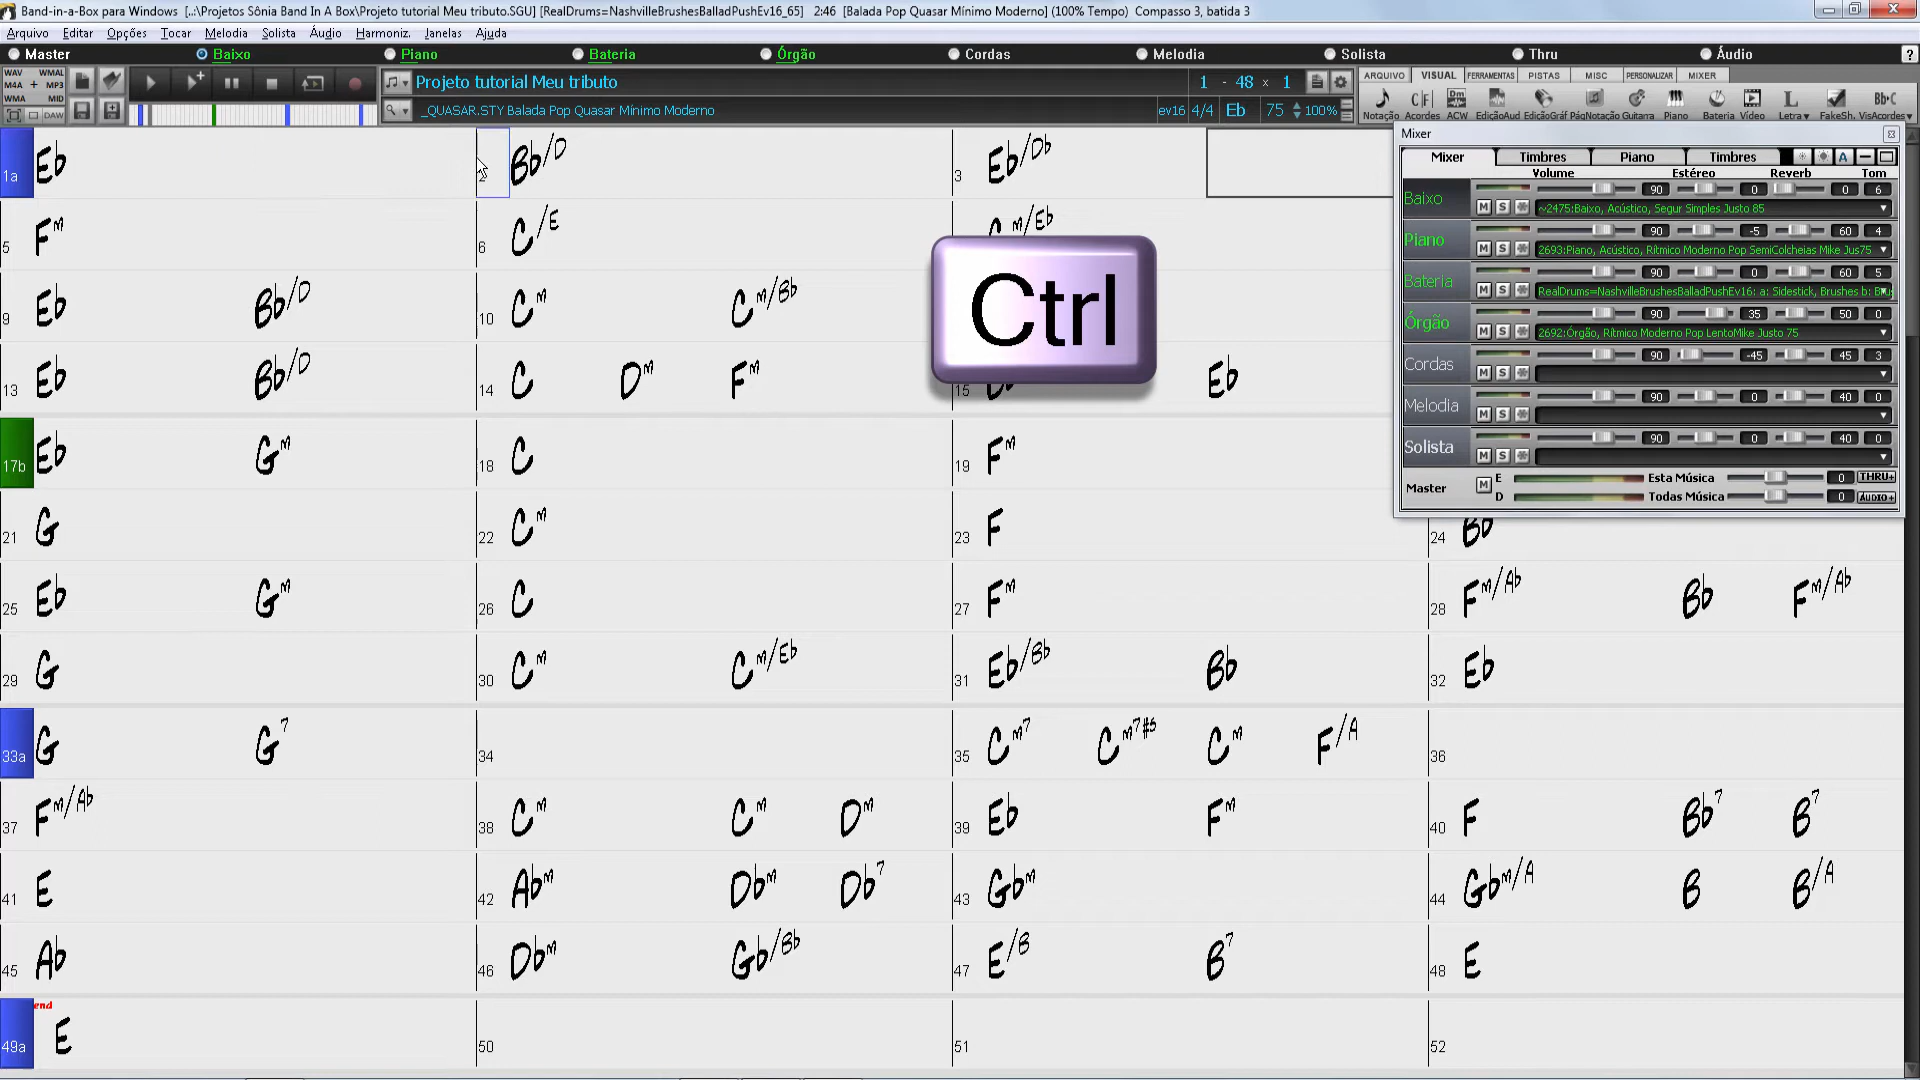 Band-in-a-Box para Windows [..:\Projetos Sônia Band In A Box\Projeto tutorial Meu tributo.SGU] [RealDrums=NashvilleBrushesBalladPushEv16_65] 2:46 [Balada Pop Quasar Mínimo Moderno] (100% Tempo) Compasso 3, batida 3
Arquivo Editar Opções Tocar Melodia Solista Áudio Harmoniz. Janelas Ajuda
Master Baixo Piano Bateria Órgão Cordas Melodia Solista Thru Áudio ?
WAV WMAL
M4A + MP3
WMA MID
DAW
Projeto tutorial Meu tributo 1 - 48 x 1
_QUASAR.STY Balada Pop Quasar Mínimo Moderno ev16 4/4 Eb 75 100%
ARQUIVO VISUAL FERRAMENTAS PISTAS MISC PERSONALIZAR MIXER
Notação Acordes ACW EdiçãoAud EdiçãoGráf PágNotação Guitarra Piano Bateria Vídeo Letra FakeSh. VisAcordes
Mixer
Mixer Timbres Piano Timbres A
Volume Estéreo Reverb Tom
Baixo M S 90 0 0 6
~2475:Baixo, Acústico, Segur Simples Justo 85
Piano M S 90 -5 60 4
2693:Piano, Acústico, Rítmico Moderno Pop SemiColcheias Mike Jus75
Bateria M S 90 0 60 5
RealDrums=NashvilleBrushesBalladPushEv16: a: Sidestick, Brushes b: Bru
Órgão M S 90 35 50 0
2692:Órgão, Rítmico Moderno Pop LentoMike Justo 75
Cordas M S 90 -45 45 3
Melodia M S 90 0 40 0
Solista M S 90 0 40 0
Master M E Esta Música 0 THRU+
D Todas Música 0 ÁUDIO+
Ctrl
1a Eb 2 Bb/D 3 Eb/Db
5 Fm 6 C/E Cm/Eb
9 Eb Bb/D 10 Cm Cm/Bb
13 Eb Bb/D 14 C Dm Fm 15 Eb
17b Eb Gm 18 C 19 Fm
21 G 22 Cm 23 F 24 Bb
25 Eb Gm 26 C 27 Fm 28 Fm/Ab Bb Fm/Ab
29 G 30 Cm Cm/Eb 31 Eb/Bb Bb 32 Eb
33a G G7 34 35 Cm7 Cm7#5 Cm F/A 36
37 Fm/Ab 38 Cm Cm Dm 39 Eb Fm 40 F Bb7 B7
41 E 42 Abm Dbm Db7 43 Gbm 44 Gbm/A B B/A
45 Ab 46 Dbm Gb/Bb 47 E/B B7 48 E
end
49a E 50 51 52